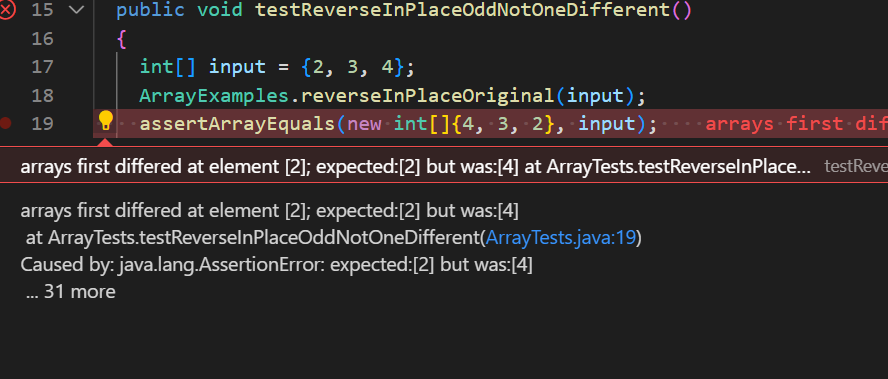 15 public void testReverseInPlaceOddNotOneDifferent()
16 {
17 int[] input = {2, 3, 4};
18 ArrayExamples.reverseInPlaceOriginal(input);
19 assertArrayEquals(new int[]{4, 3, 2}, input); arrays first dif
arrays first differed at element [2]; expected:[2] but was:[4] at ArrayTests.testReverseInPlace... testReve
arrays first differed at element [2]; expected:[2] but was:[4]
at ArrayTests.testReverseInPlaceOddNotOneDifferent(ArrayTests.java:19)
Caused by: java.lang.AssertionError: expected:[2] but was:[4]
... 31 more